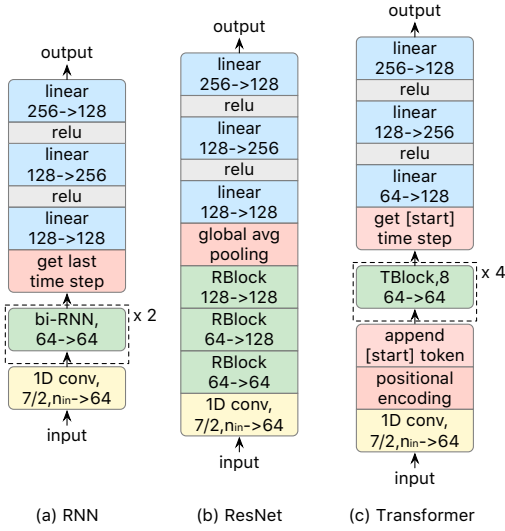 output
linear
256->128
relu
linear
128->256
relu
linear
128->128
get last
time step
bi-RNN,
64->64
x 2
1D conv,
7/2,nin->64
input
(a) RNN
output
linear
256->128
relu
linear
128->256
relu
linear
128->128
global avg
pooling
RBlock
128->128
RBlock
64->128
RBlock
64->64
1D conv,
7/2,nin->64
input
(b) ResNet
output
linear
256->128
relu
linear
128->256
relu
linear
64->128
get [start]
time step
TBlock,8
64->64
x 4
append
[start] token
positional
encoding
1D conv,
7/2,nin->64
input
(c) Transformer